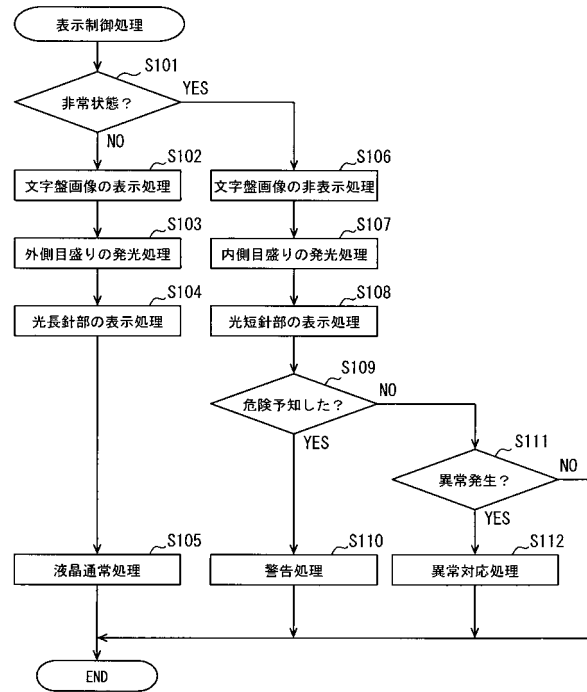 表示制御処理
S101
非常状態?
YES
NO
S102
文字盤画像の表示処理
S106
文字盤画像の非表示処理
S103
外側目盛りの発光処理
S107
内側目盛りの発光処理
S104
光長針部の表示処理
S108
光短針部の表示処理
S109
危険予知した?
NO
YES
S111
異常発生?
NO
YES
S105
液晶通常処理
S110
警告処理
S112
異常対応処理
END